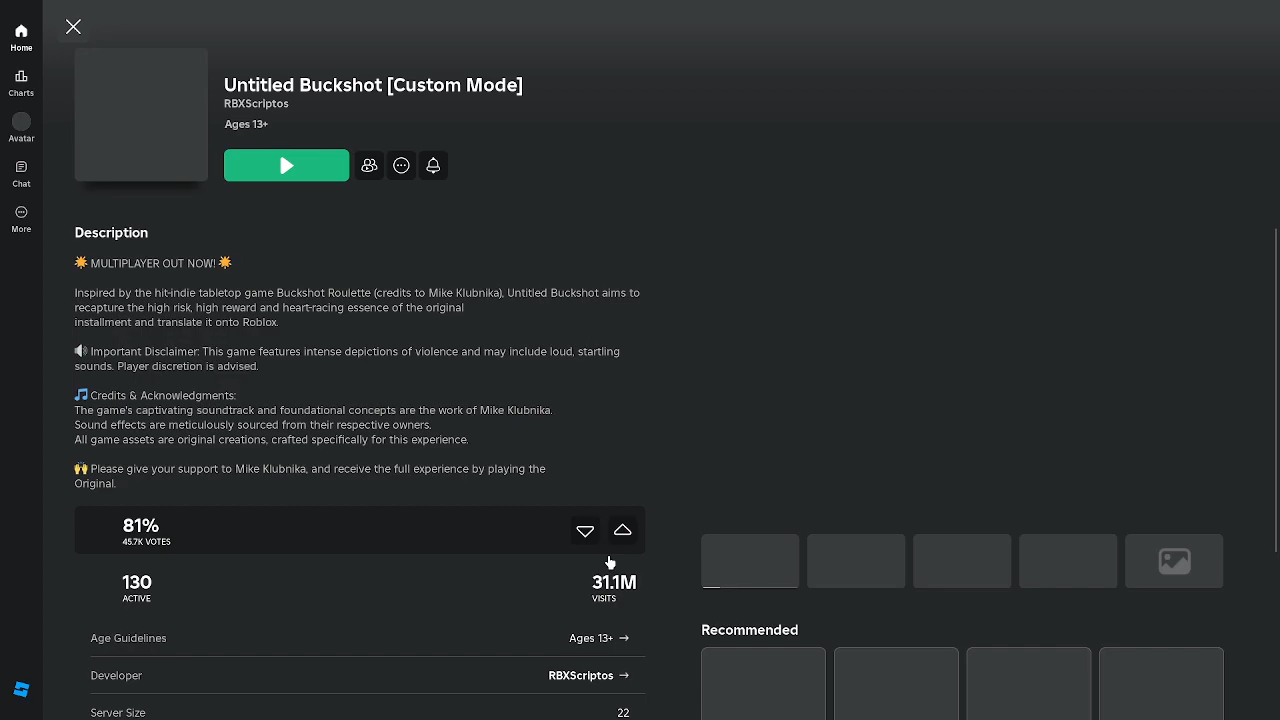 Home
Charts
Avatar
Chat
More
Untitled Buckshot [Custom Mode]
RBXScriptos
Ages 13+
Description
☀️ MULTIPLAYER OUT NOW! ☀️
Inspired by the hit-indie tabletop game Buckshot Roulette (credits to Mike Klubnika), Untitled Buckshot aims to
recapture the high risk, high reward and heart-racing essence of the original
installment and translate it onto Roblox.
🔊 Important Disclaimer: This game features intense depictions of violence and may include loud, startling
sounds. Player discretion is advised.
🎵 Credits & Acknowledgments:
The game's captivating soundtrack and foundational concepts are the work of Mike Klubnika.
Sound effects are meticulously sourced from their respective owners.
All game assets are original creations, crafted specifically for this experience.
🙌 Please give your support to Mike Klubnika, and receive the full experience by playing the
Original.
81%
45.7K VOTES
130
ACTIVE
31.1M
VISITS
Age Guidelines
Ages 13+ →
Developer
RBXScriptos →
Server Size
22
Recommended